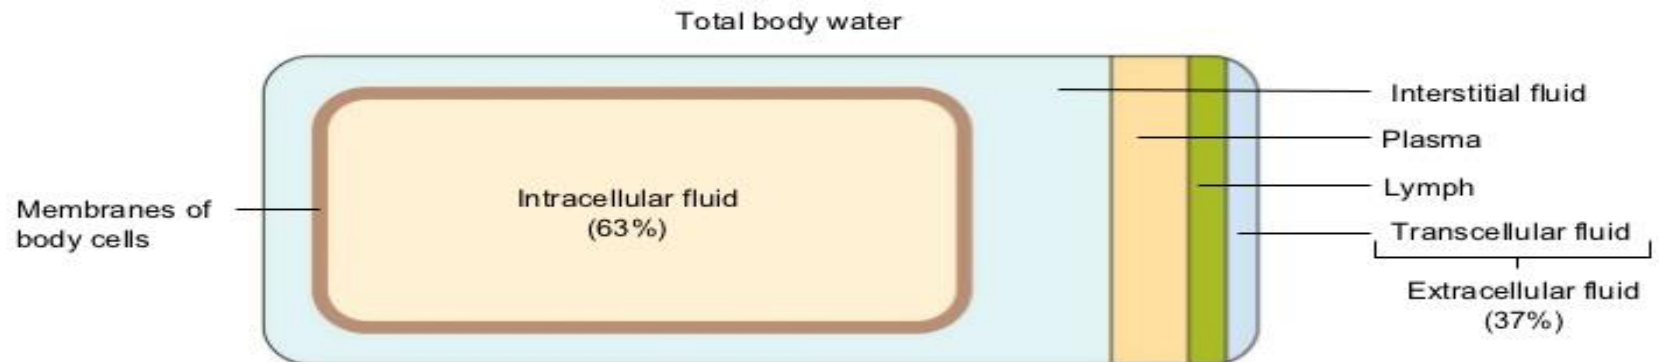 Total body water
Interstitial fluid
Plasma
Lymph
Transcellular fluid
Extracellular fluid
(37%)
Intracellular fluid
(63%)
Membranes of
body cells